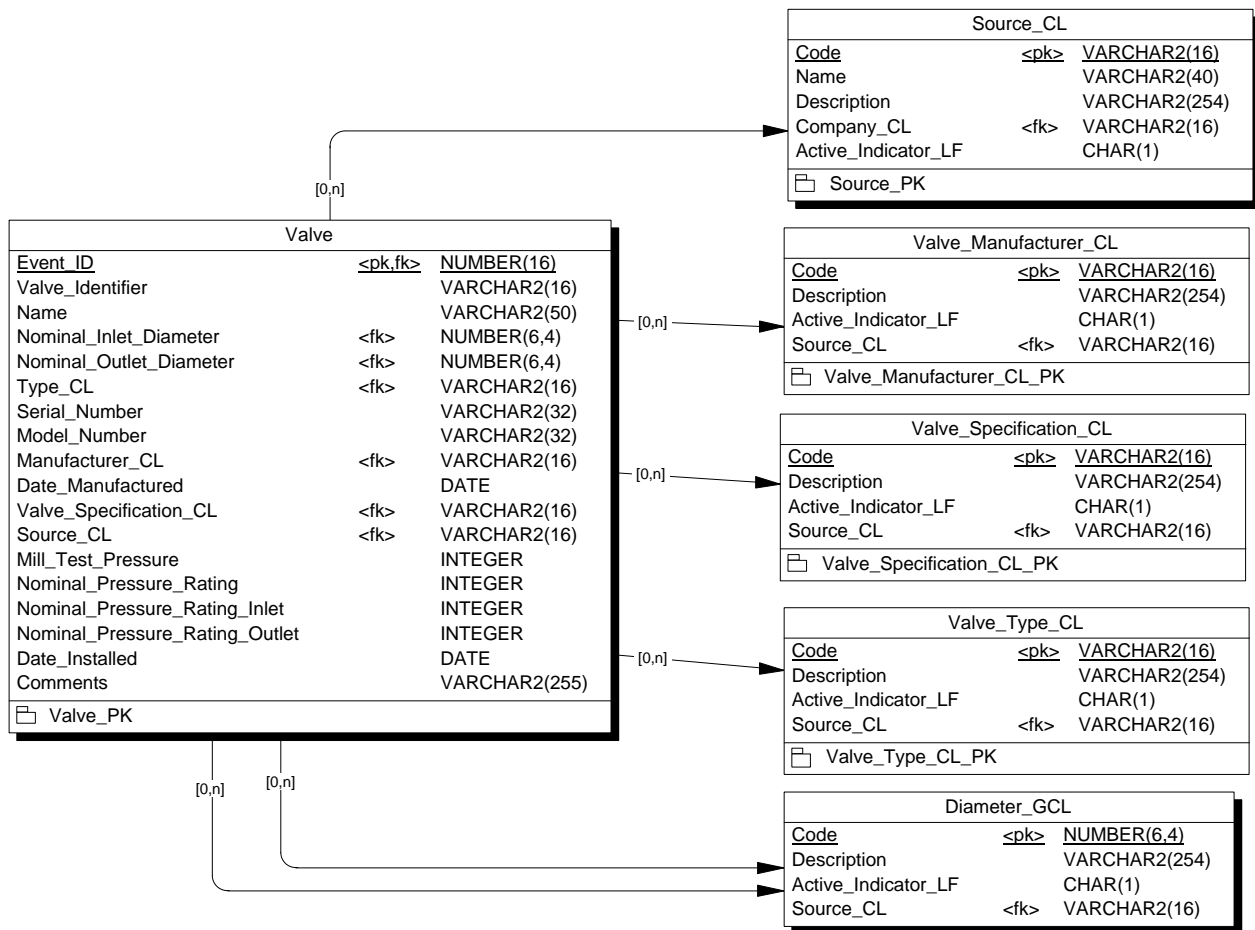 Source_CL
Code <pk> VARCHAR2(16)
Name VARCHAR2(40)
Description VARCHAR2(254)
Company_CL <fk> VARCHAR2(16)
Active_Indicator_LF CHAR(1)
Source_PK
[0,n]
Valve
Event_ID <pk,fk> NUMBER(16)
Valve_Identifier VARCHAR2(16)
Name VARCHAR2(50)
Nominal_Inlet_Diameter <fk> NUMBER(6,4)
Nominal_Outlet_Diameter <fk> NUMBER(6,4)
Type_CL <fk> VARCHAR2(16)
Serial_Number VARCHAR2(32)
Model_Number VARCHAR2(32)
Manufacturer_CL <fk> VARCHAR2(16)
Date_Manufactured DATE
Valve_Specification_CL <fk> VARCHAR2(16)
Source_CL <fk> VARCHAR2(16)
Mill_Test_Pressure INTEGER
Nominal_Pressure_Rating INTEGER
Nominal_Pressure_Rating_Inlet INTEGER
Nominal_Pressure_Rating_Outlet INTEGER
Date_Installed DATE
Comments VARCHAR2(255)
Valve_PK
[0,n]
Valve_Manufacturer_CL
Code <pk> VARCHAR2(16)
Description VARCHAR2(254)
Active_Indicator_LF CHAR(1)
Source_CL <fk> VARCHAR2(16)
Valve_Manufacturer_CL_PK
[0,n]
Valve_Specification_CL
Code <pk> VARCHAR2(16)
Description VARCHAR2(254)
Active_Indicator_LF CHAR(1)
Source_CL <fk> VARCHAR2(16)
Valve_Specification_CL_PK
[0,n]
Valve_Type_CL
Code <pk> VARCHAR2(16)
Description VARCHAR2(254)
Active_Indicator_LF CHAR(1)
Source_CL <fk> VARCHAR2(16)
Valve_Type_CL_PK
[0,n]
[0,n]
Diameter_GCL
Code <pk> NUMBER(6,4)
Description VARCHAR2(254)
Active_Indicator_LF CHAR(1)
Source_CL <fk> VARCHAR2(16)